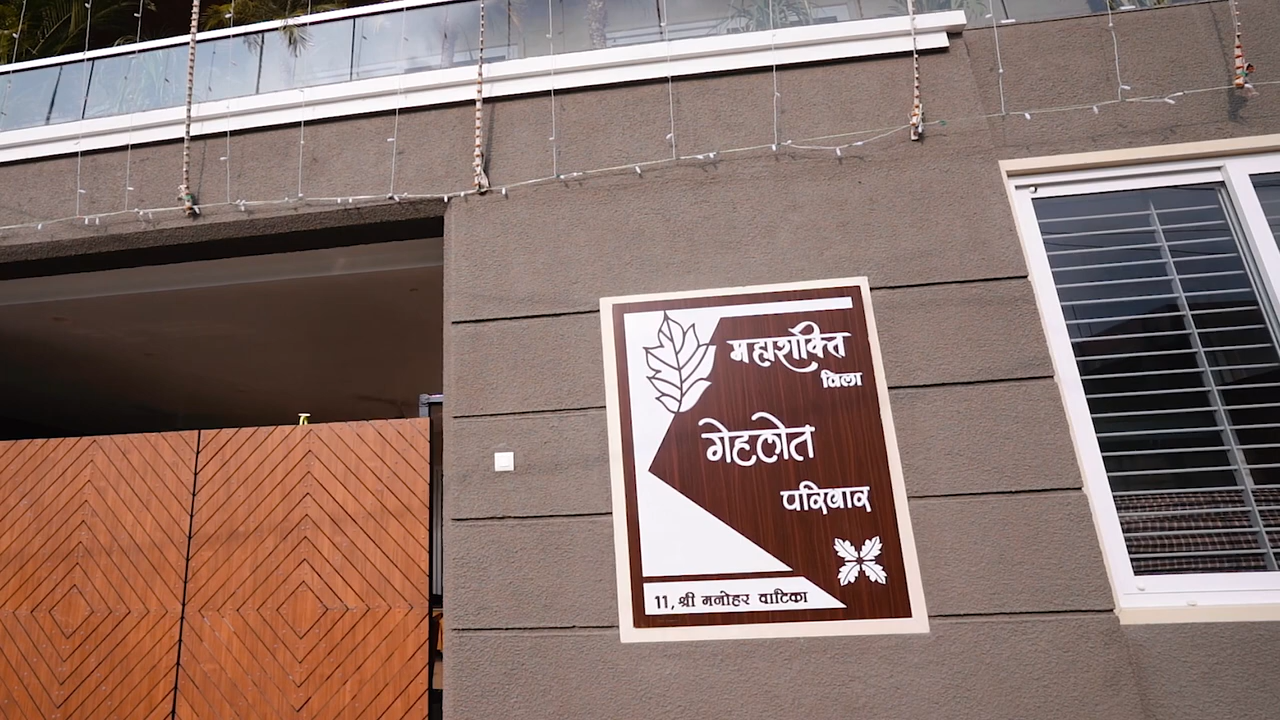 महाशक्ति
विला
गेहलोत
परिवार
11, श्री मनोहर वाटिका